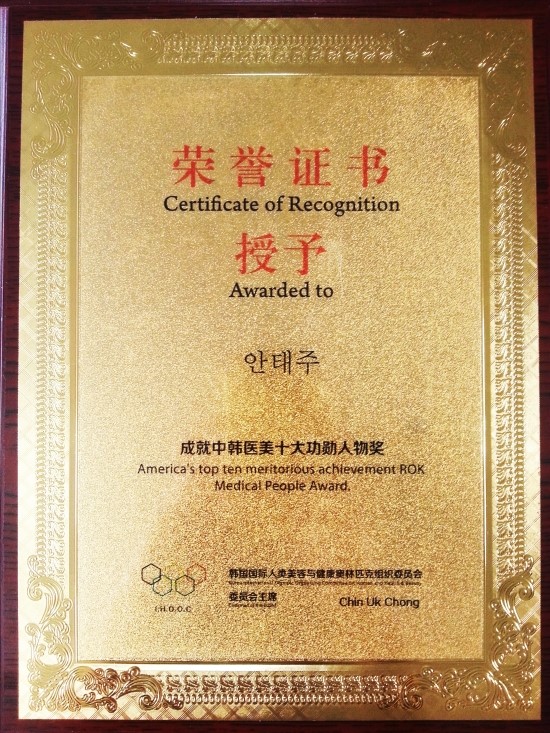 荣誉证书
Certificate of Recognition
授予
Awarded to
안태주
成就中韩医美十大功勋人物奖
America's top ten meritorious achievement ROK
Medical People Award.
韩国国际人类美容与健康奥林匹克组织委员会
委员会主席
Chin Uk Chong
I.H.O.O.C